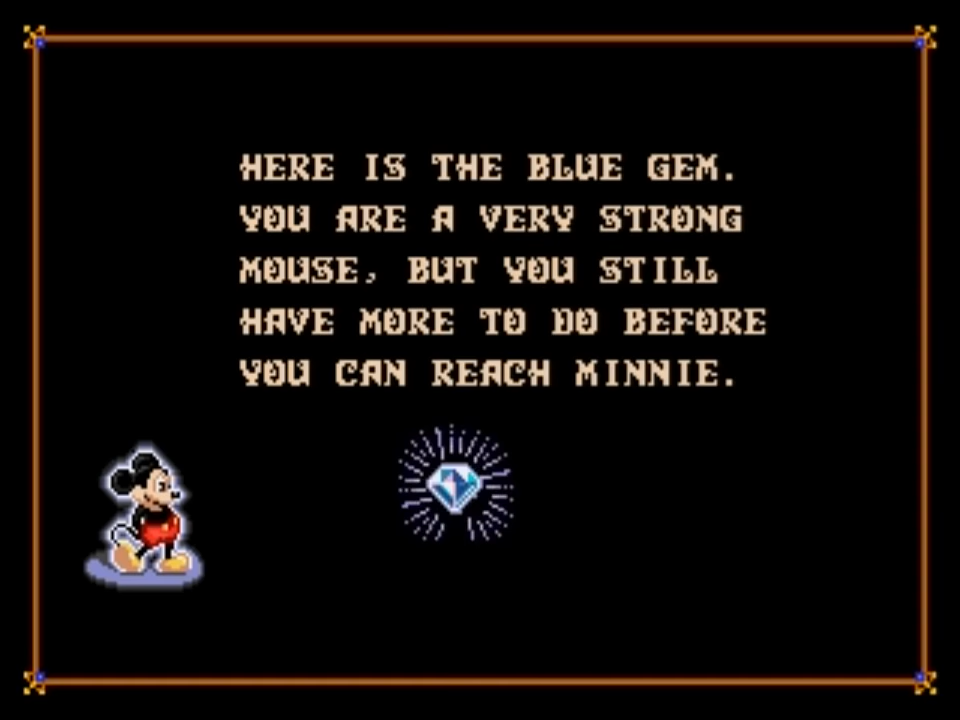 HERE IS THE BLUE GEM.
YOU ARE A VERY STRONG
MOUSE, BUT YOU STILL
HAVE MORE TO DO BEFORE
YOU CAN REACH MINNIE.